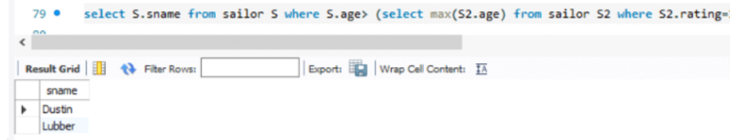 79 select S.sname from sailor S where S.age> (select max(S2.age) from sailor S2 where S2.rating=
Result Grid Filter Rows: Export: Wrap Cell Content:
sname
Dustin
Lubber